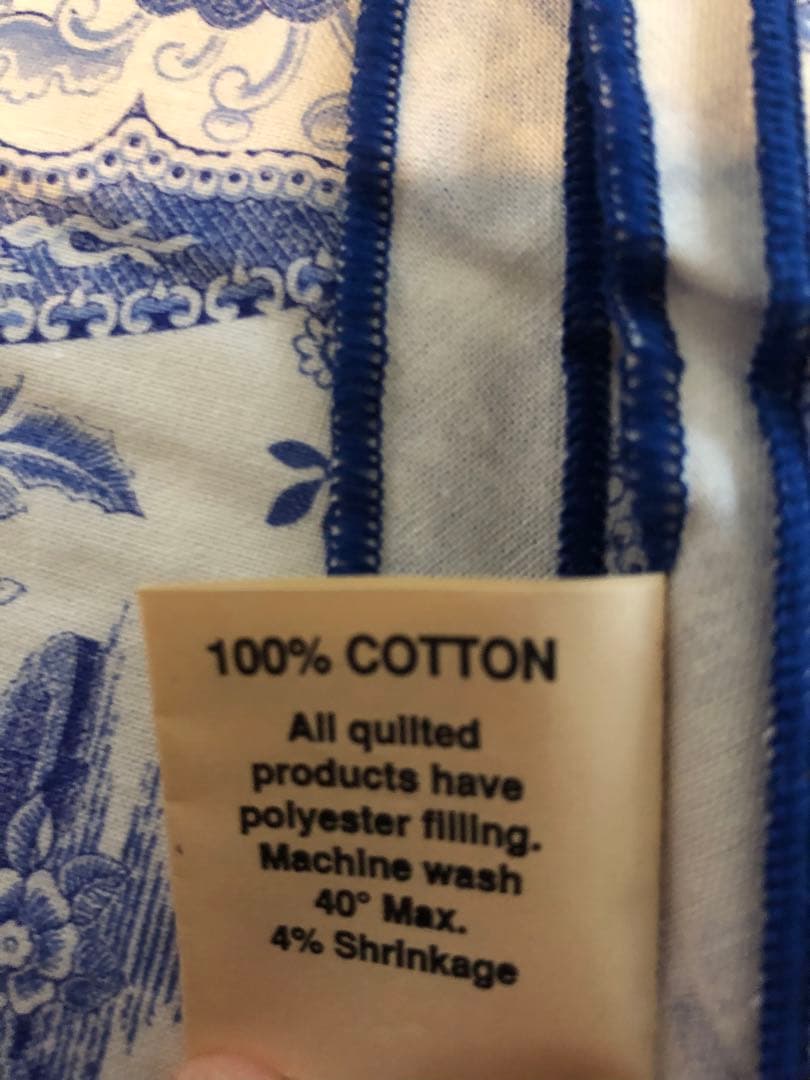 100% COTTON
All quilted
products have
polyester filling.
Machine wash
40° Max.
4% Shrinkage